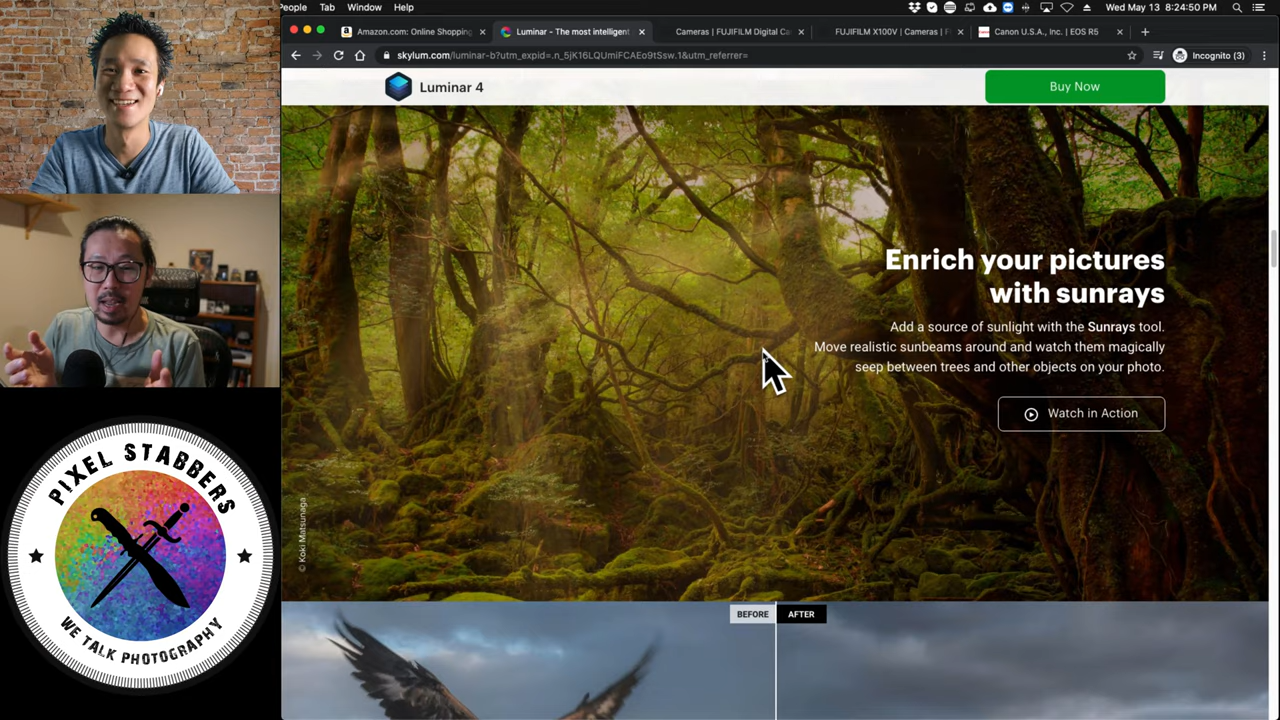 People Tab Window Help
Wed May 13 8:24:50 PM
Amazon.com: Online Shopping
Luminar - The most intelligent
Cameras | FUJIFILM Digital Ca
FUJIFILM X100V | Cameras | F
Canon U.S.A., Inc. | EOS R5
skylum.com/luminar-b?utm_expid=.n_5jK16LQUmiFCAEo9tSsw.1&utm_referrer=
Incognito (3)
Luminar 4
Buy Now
Enrich your pictures
with sunrays
Add a source of sunlight with the Sunrays tool.
Move realistic sunbeams around and watch them magically
seep between trees and other objects on your photo.
Watch in Action
© Koki Matsunaga
BEFORE AFTER
PIXEL STABBERS
WE TALK PHOTOGRAPHY